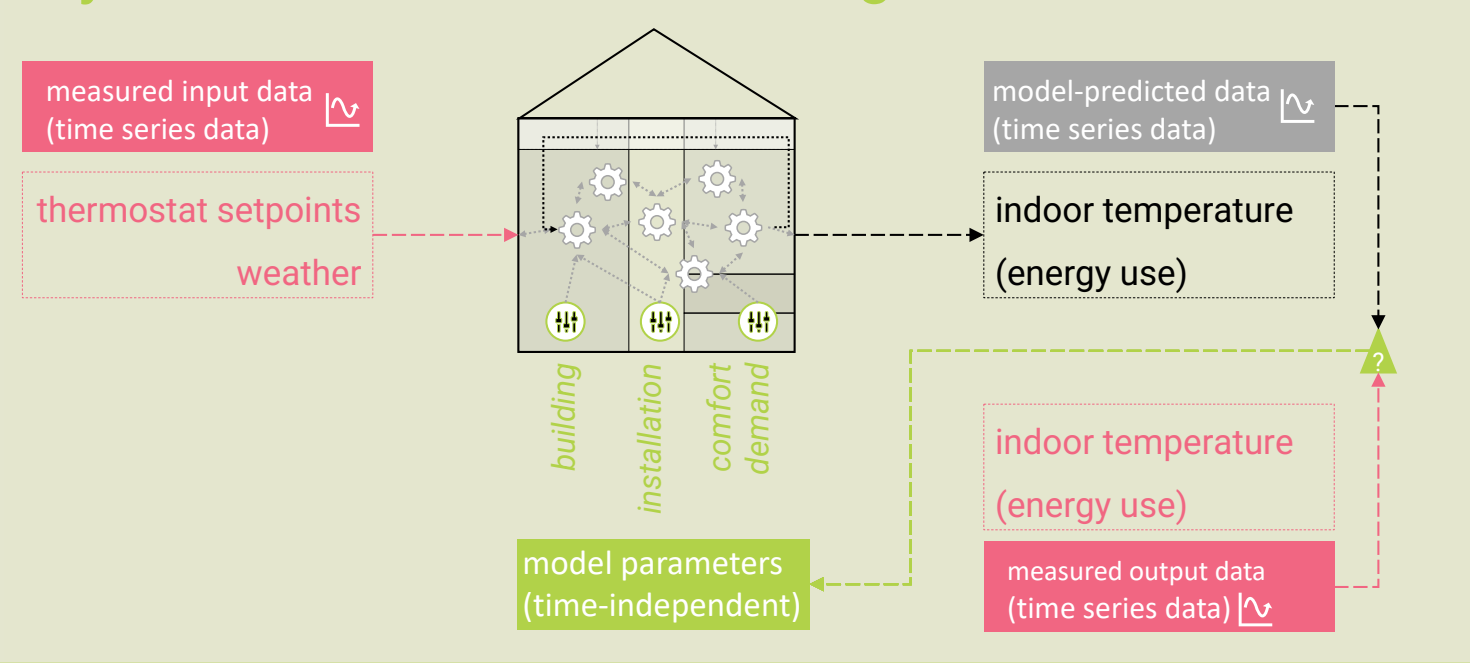 measured input data
(time series data)
thermostat setpoints
weather
model-predicted data
(time series data)
indoor temperature
(energy use)
?
building
installation
comfort
demand
indoor temperature
(energy use)
model parameters
(time-independent)
measured output data
(time series data)